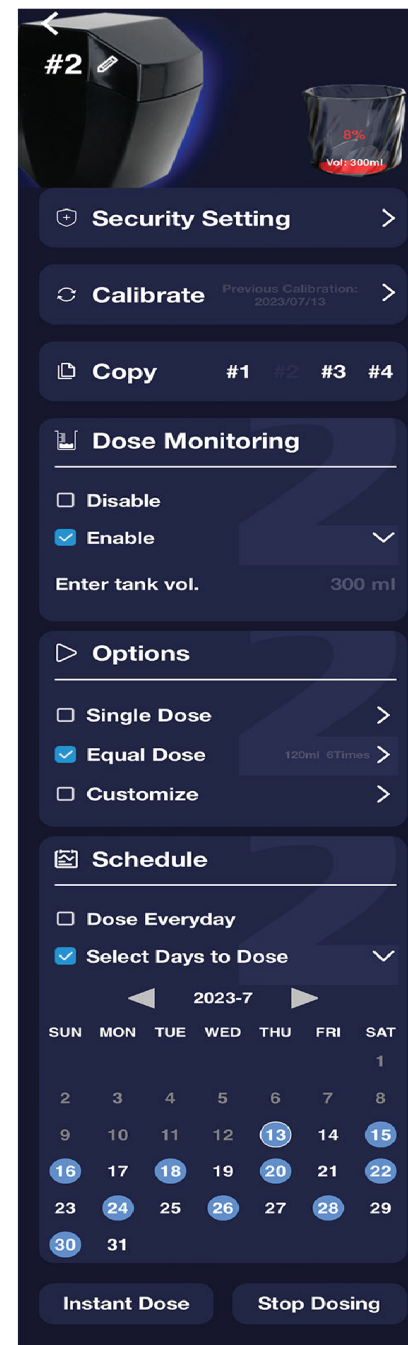 #2
8%
Vol: 300ml
Security Setting
Calibrate
Previous Calibration:
2023/07/13
Copy #1 #2 #3 #4
Dose Monitoring
Disable
Enable
Enter tank vol. 300 ml
Options
Single Dose
Equal Dose 120ml 6Times
Customize
Schedule
Dose Everyday
Select Days to Dose
2023-7
SUN MON TUE WED THU FRI SAT
1
2 3 4 5 6 7 8
9 10 11 12 13 14 15
16 17 18 19 20 21 22
23 24 25 26 27 28 29
30 31
Instant Dose Stop Dosing
2
2
2